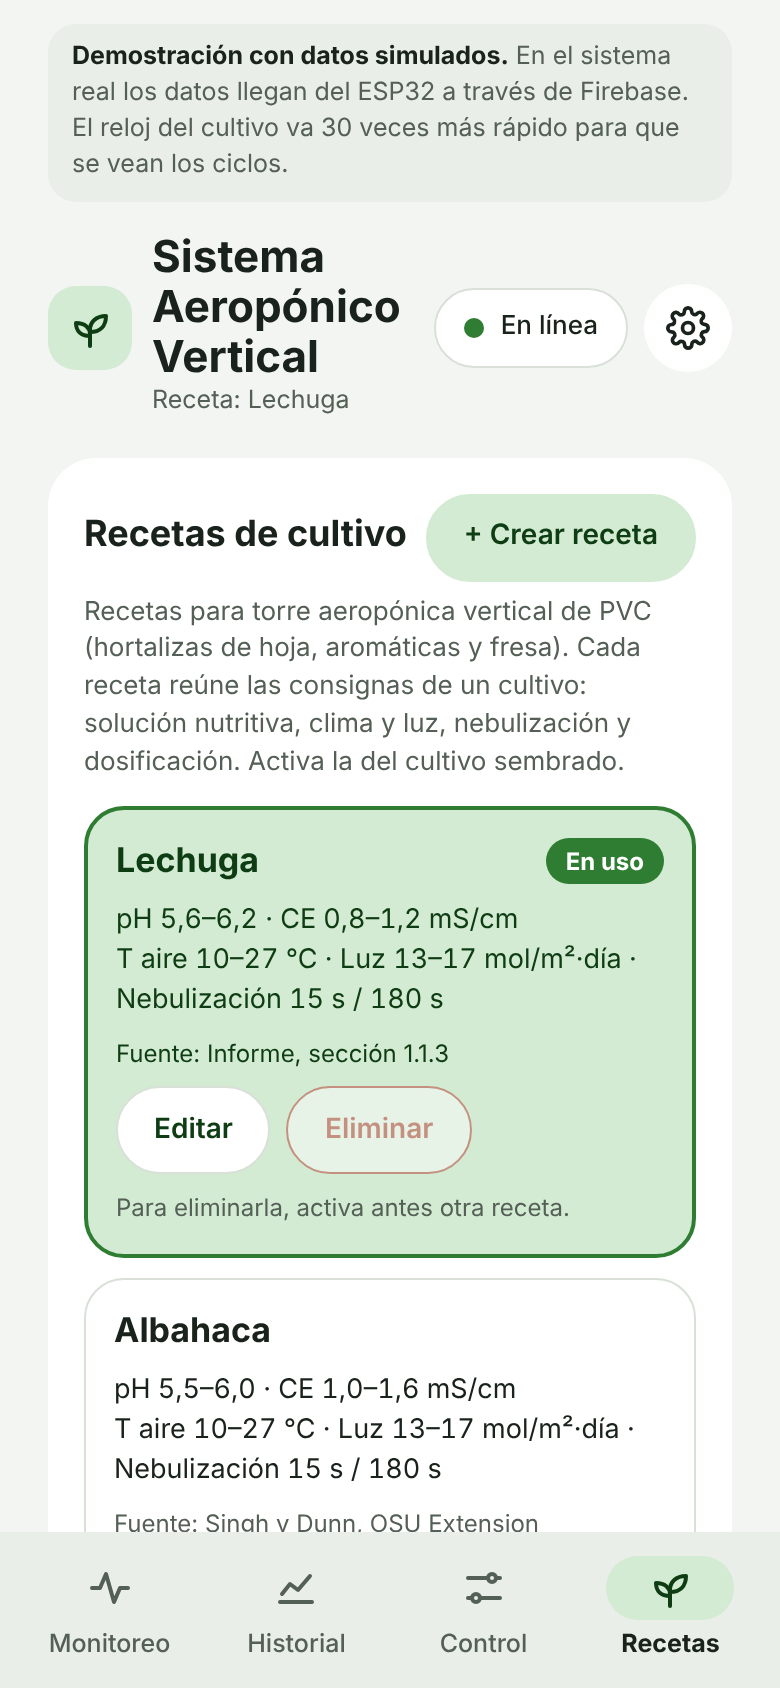 Demostración con datos simulados. En el sistema
real los datos llegan del ESP32 a través de Firebase.
El reloj del cultivo va 30 veces más rápido para que
se vean los ciclos.
Sistema
Aeropónico
Vertical
Receta: Lechuga
En línea
Recetas de cultivo
+ Crear receta
Recetas para torre aeropónica vertical de PVC
(hortalizas de hoja, aromáticas y fresa). Cada
receta reúne las consignas de un cultivo:
solución nutritiva, clima y luz, nebulización y
dosificación. Activa la del cultivo sembrado.
Lechuga
En uso
pH 5,6–6,2 · CE 0,8–1,2 mS/cm
T aire 10–27 °C · Luz 13–17 mol/m²·día ·
Nebulización 15 s / 180 s
Fuente: Informe, sección 1.1.3
Editar
Eliminar
Para eliminarla, activa antes otra receta.
Albahaca
pH 5,5–6,0 · CE 1,0–1,6 mS/cm
T aire 10–27 °C · Luz 13–17 mol/m²·día ·
Nebulización 15 s / 180 s
Fuente: Singh y Dunn, OSU Extension
Monitoreo
Historial
Control
Recetas